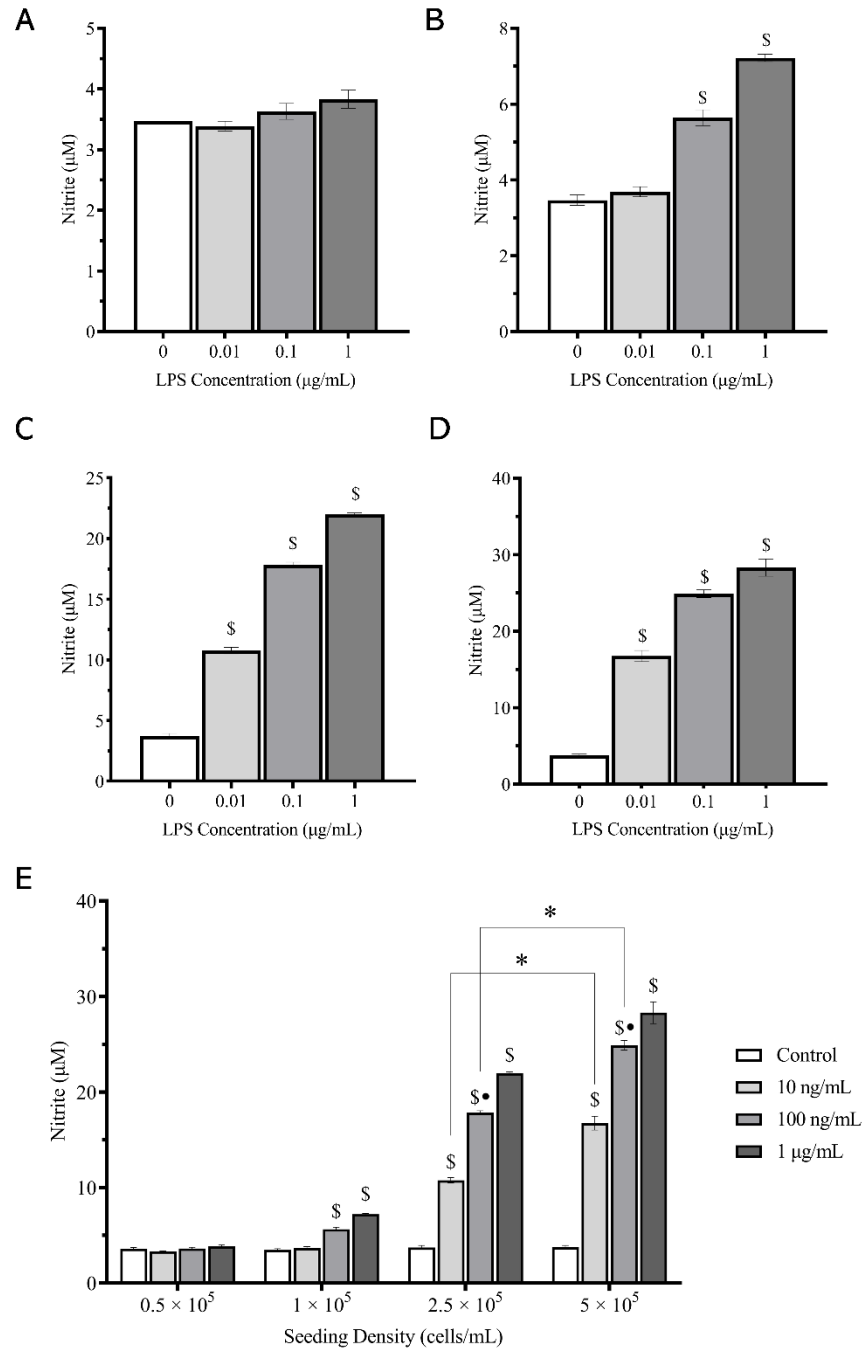 A
5
4
3
2
1
0
Nitrite (μM)
0 0.01 0.1 1
LPS Concentration (μg/mL)
B
8
6
4
2
0
Nitrite (μM)
$
$
0 0.01 0.1 1
LPS Concentration (μg/mL)
C
25
20
15
10
5
0
Nitrite (μM)
$
$
$
0 0.01 0.1 1
LPS Concentration (μg/mL)
D
40
30
20
10
0
Nitrite (μM)
$
$
$
0 0.01 0.1 1
LPS Concentration (μg/mL)
E
40
30
20
10
0
Nitrite (μM)
*
*
$ $
$ $• $
$ $• $
0.5 × 10⁵ 1 × 10⁵ 2.5 × 10⁵ 5 × 10⁵
Seeding Density (cells/mL)
Control
10 ng/mL
100 ng/mL
1 μg/mL